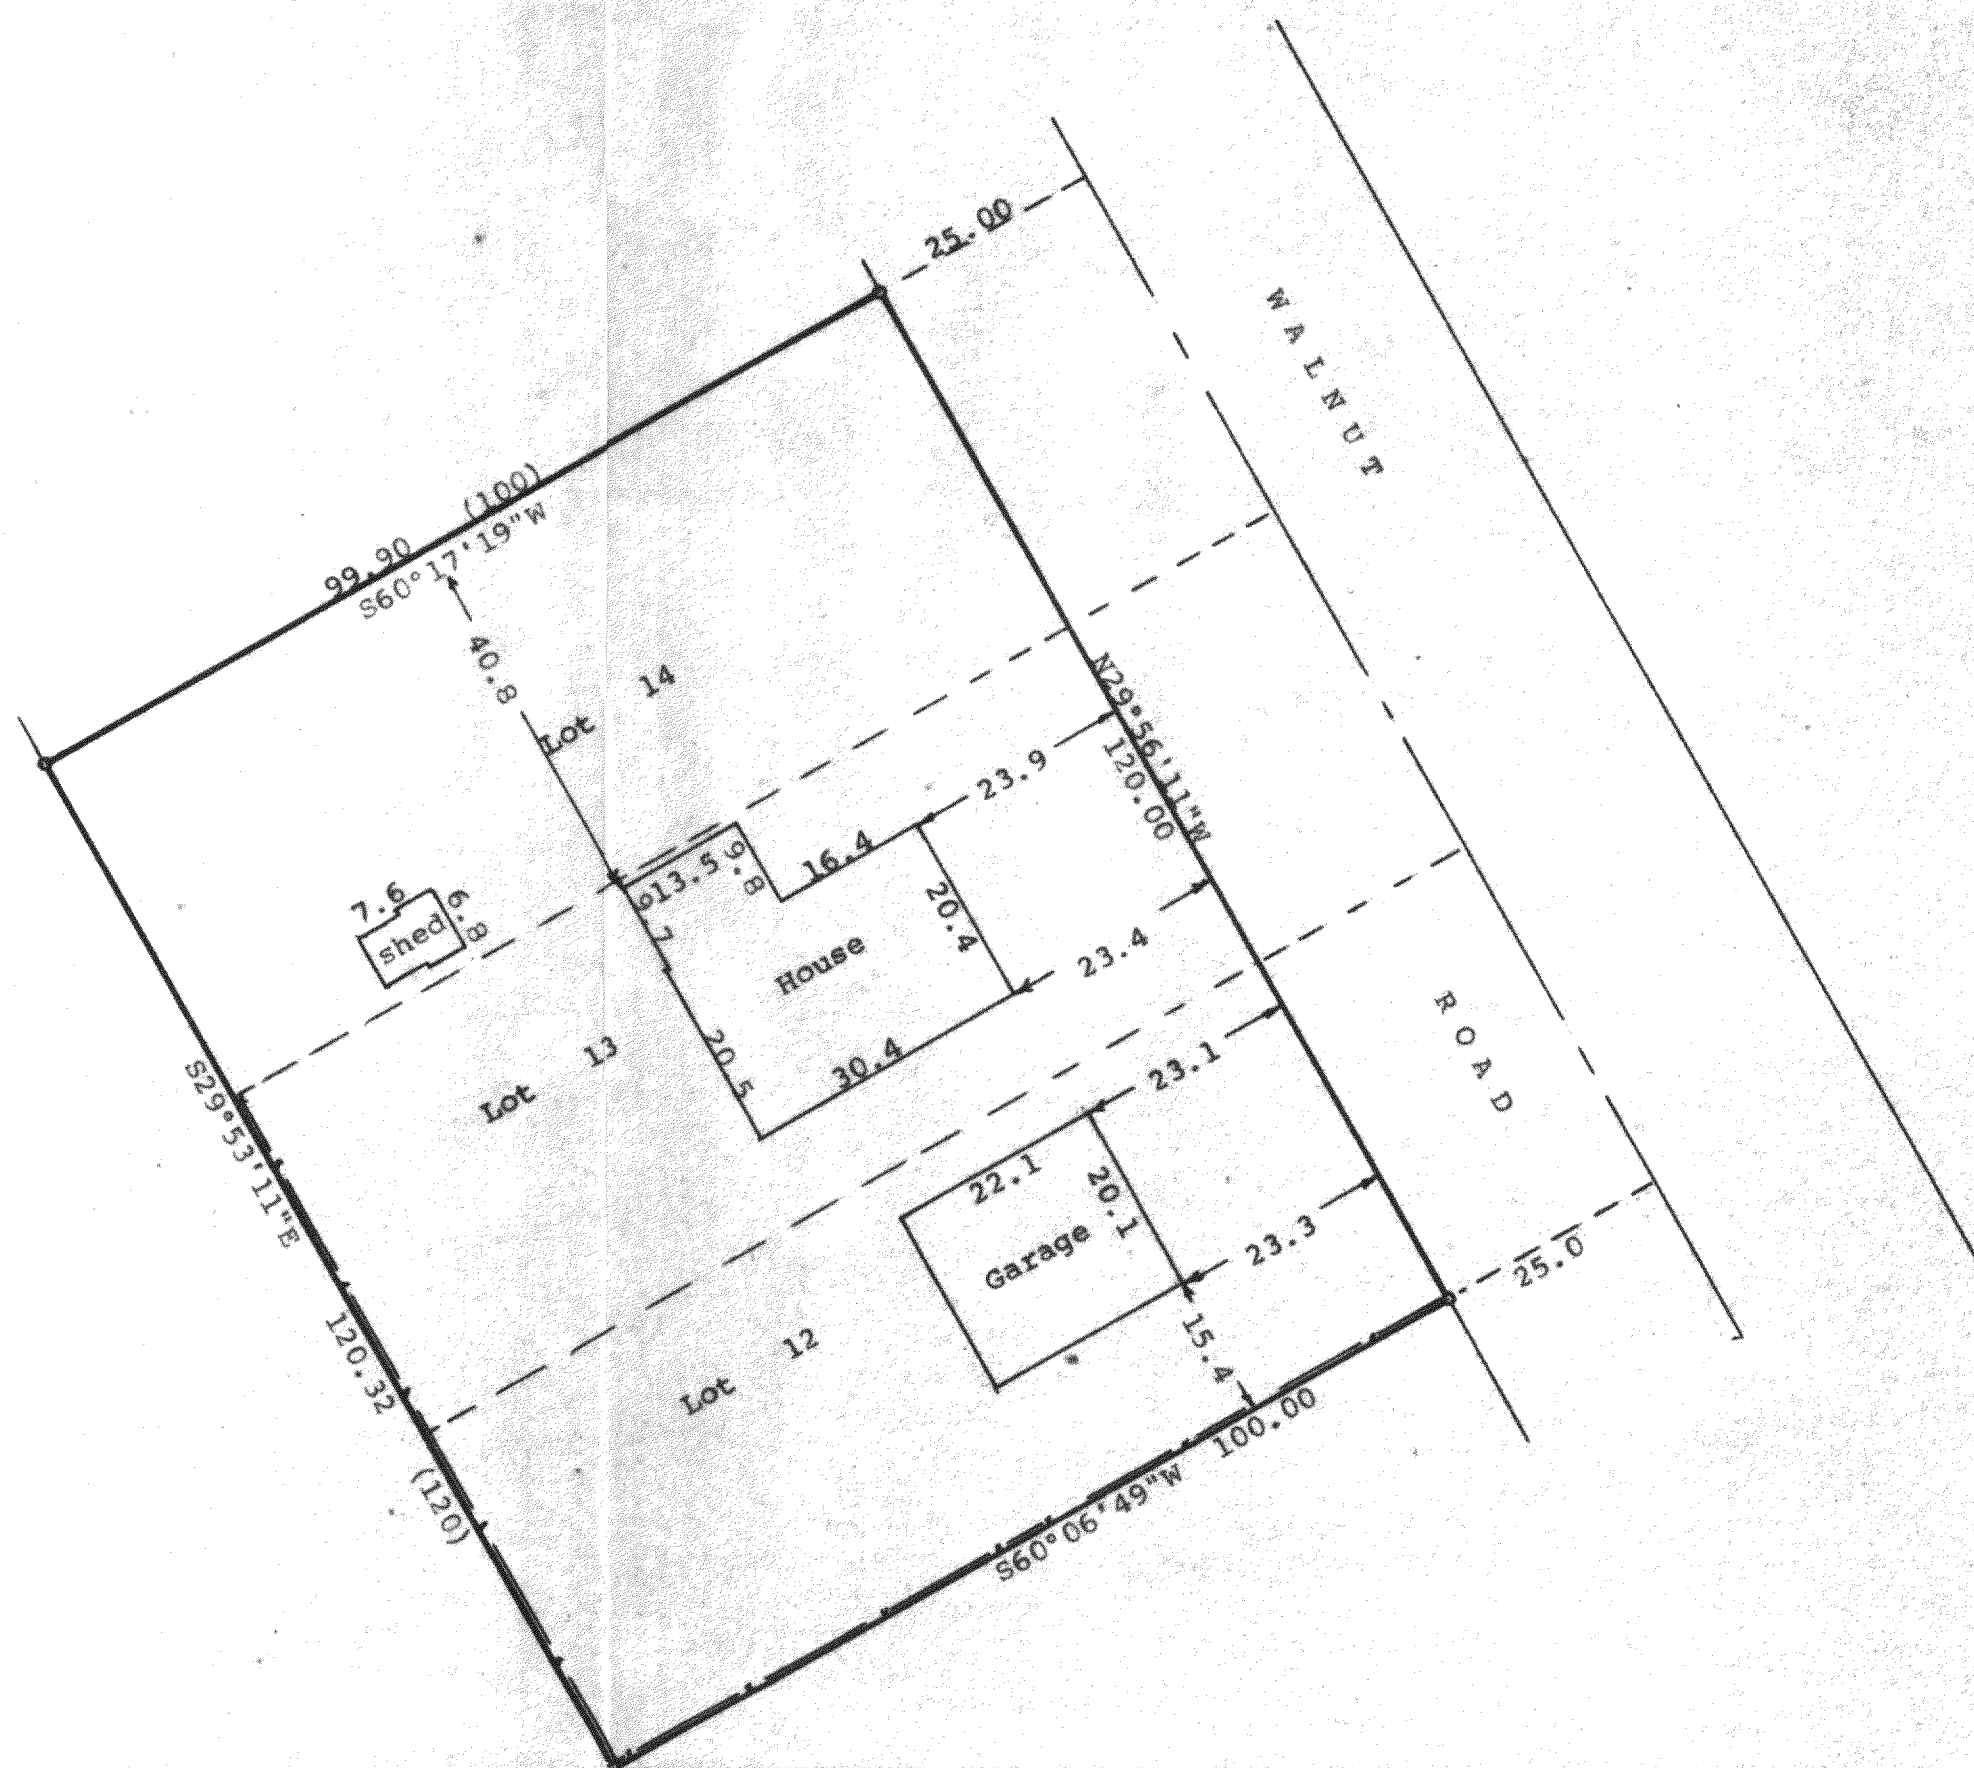 25.00
WALNUT
(100)
99.90
S60°17'19"W
40.8
Lot 14
N29°56'11"W
120.00
23.9
13.5
9.8
16.4
9.7
20.4
7.6
6.8
shed
House
23.4
20.5
30.4
Lot 13
ROAD
23.1
S29°53'11"E
22.1
20.1
Garage
23.3
25.0
120.32
(120)
15.4
Lot 12
100.00
S60°06'49"W